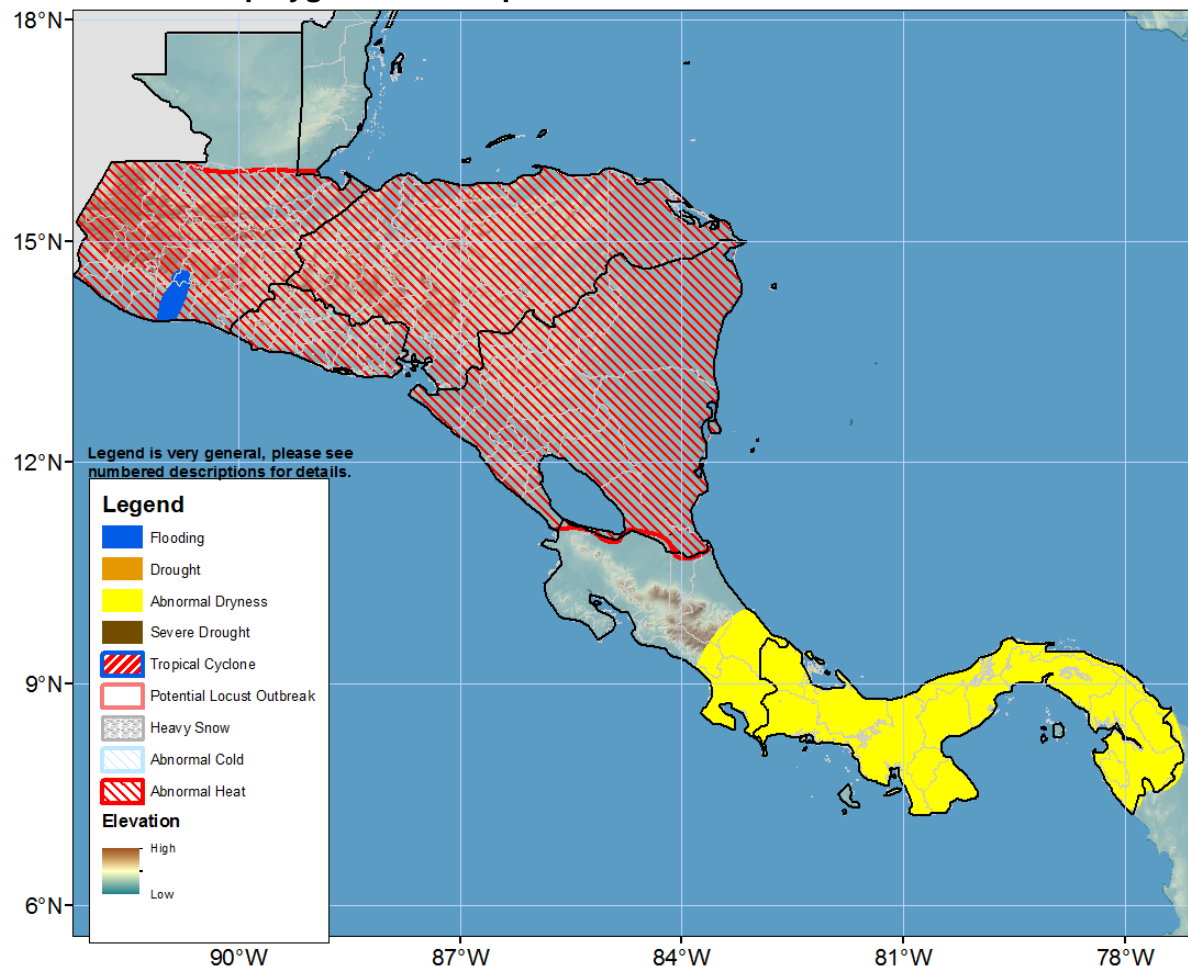 18°N
15°N
12°N
9°N
6°N
Legend is very general, please see
numbered descriptions for details.
Legend
Flooding
Drought
Abnormal Dryness
Severe Drought
Tropical Cyclone
Potential Locust Outbreak
Heavy Snow
Abnormal Cold
Abnormal Heat
Elevation
High
Low
90°W 87°W 84°W 81°W 78°W